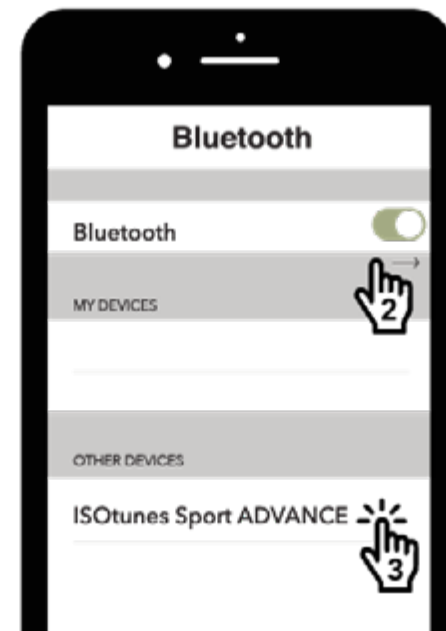 Bluetooth
Bluetooth
2
MY DEVICES
OTHER DEVICES
ISOtunes Sport ADVANCE
3